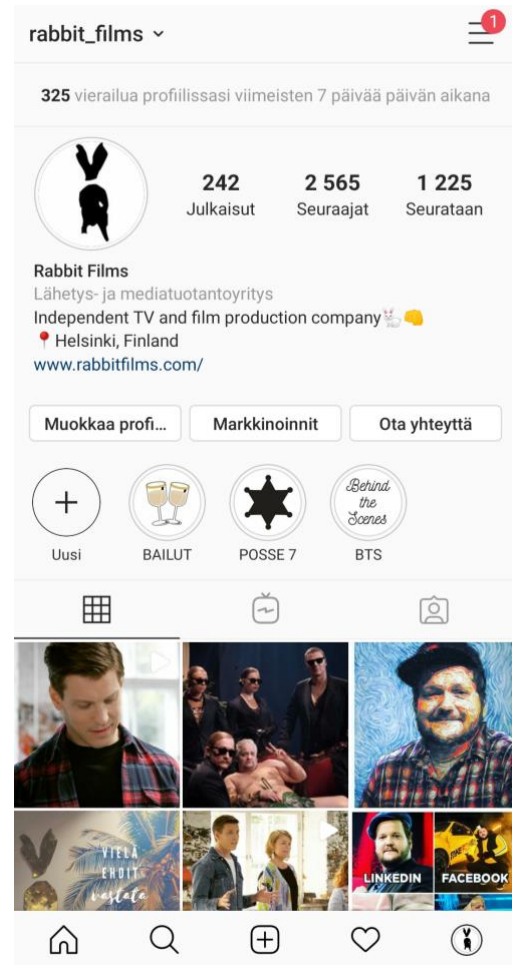 rabbit_films
1
325 vierailua profiilissasi viimeisten 7 päivää päivän aikana
242 2 565 1 225
Julkaisut Seuraajat Seurataan
Rabbit Films
Lähetys- ja mediatuotantoyritys
Independent TV and film production company🐇👊
📍Helsinki, Finland
www.rabbitfilms.com/
Muokkaa profi... Markkinoinnit Ota yhteyttä
Behind
the
Scenes
Uusi BAILUT POSSE 7 BTS
VIELÄ
EHDIT
vastata
LINKEDIN FACEBOOK